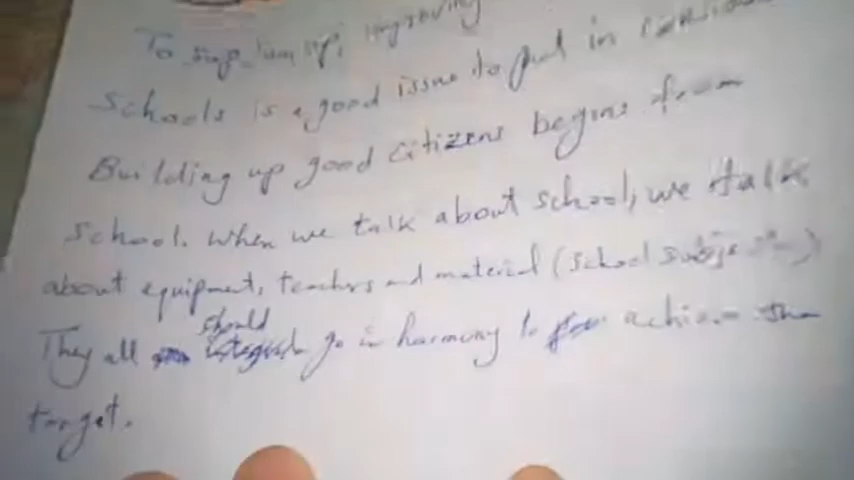 To sum up, improving
schools is a good issue to put in
Building up good citizens begins from
school. When we talk about school, we talk
about equipment, teachers and material (school
should
They all go in harmony to achieve the
target.